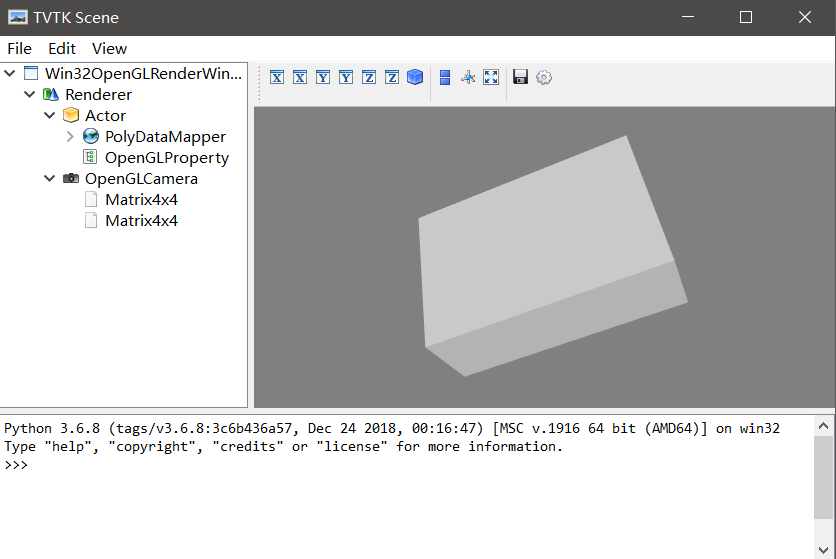 TVTK Scene
File Edit View
Win32OpenGLRenderWin...
Renderer
Actor
PolyDataMapper
OpenGLProperty
OpenGLCamera
Matrix4x4
Matrix4x4
X X Y Y Z Z
Python 3.6.8 (tags/v3.6.8:3c6b436a57, Dec 24 2018, 00:16:47) [MSC v.1916 64 bit (AMD64)] on win32
Type "help", "copyright", "credits" or "license" for more information.
>>>